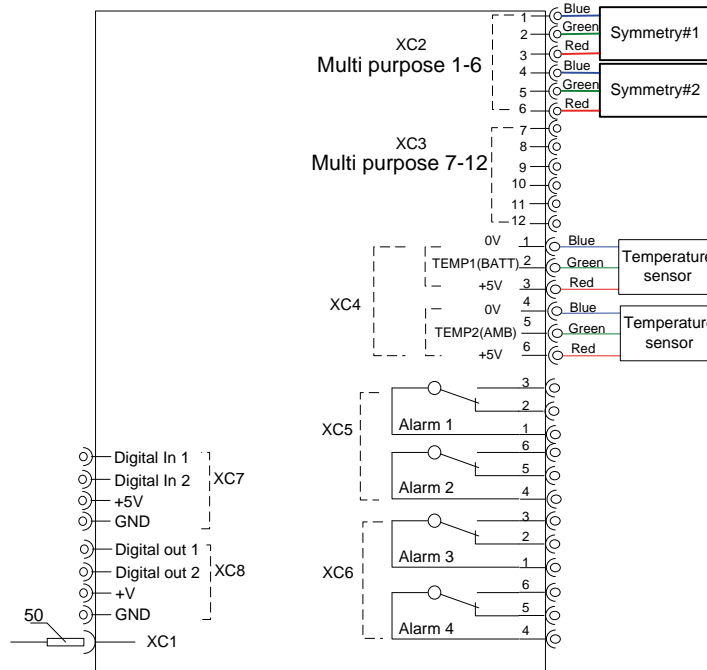 1 Blue
2 Green
3 Red
Symmetry#1
XC2
Multi purpose 1-6
4 Blue
5 Green
6 Red
Symmetry#2
XC3
Multi purpose 7-12
7
8
9
10
11
12
XC4
0V 1 Blue
TEMP1(BATT) 2 Green
+5V 3 Red
Temperature
sensor
0V 4 Blue
TEMP2(AMB) 5 Green
+5V 6 Red
Temperature
sensor
XC5
3
2
Alarm 1 1
6
5
Alarm 2 4
XC6
3
2
Alarm 3 1
6
5
Alarm 4 4
Digital In 1
Digital In 2
+5V
GND
XC7
Digital out 1
Digital out 2
+V
GND
XC8
50
XC1